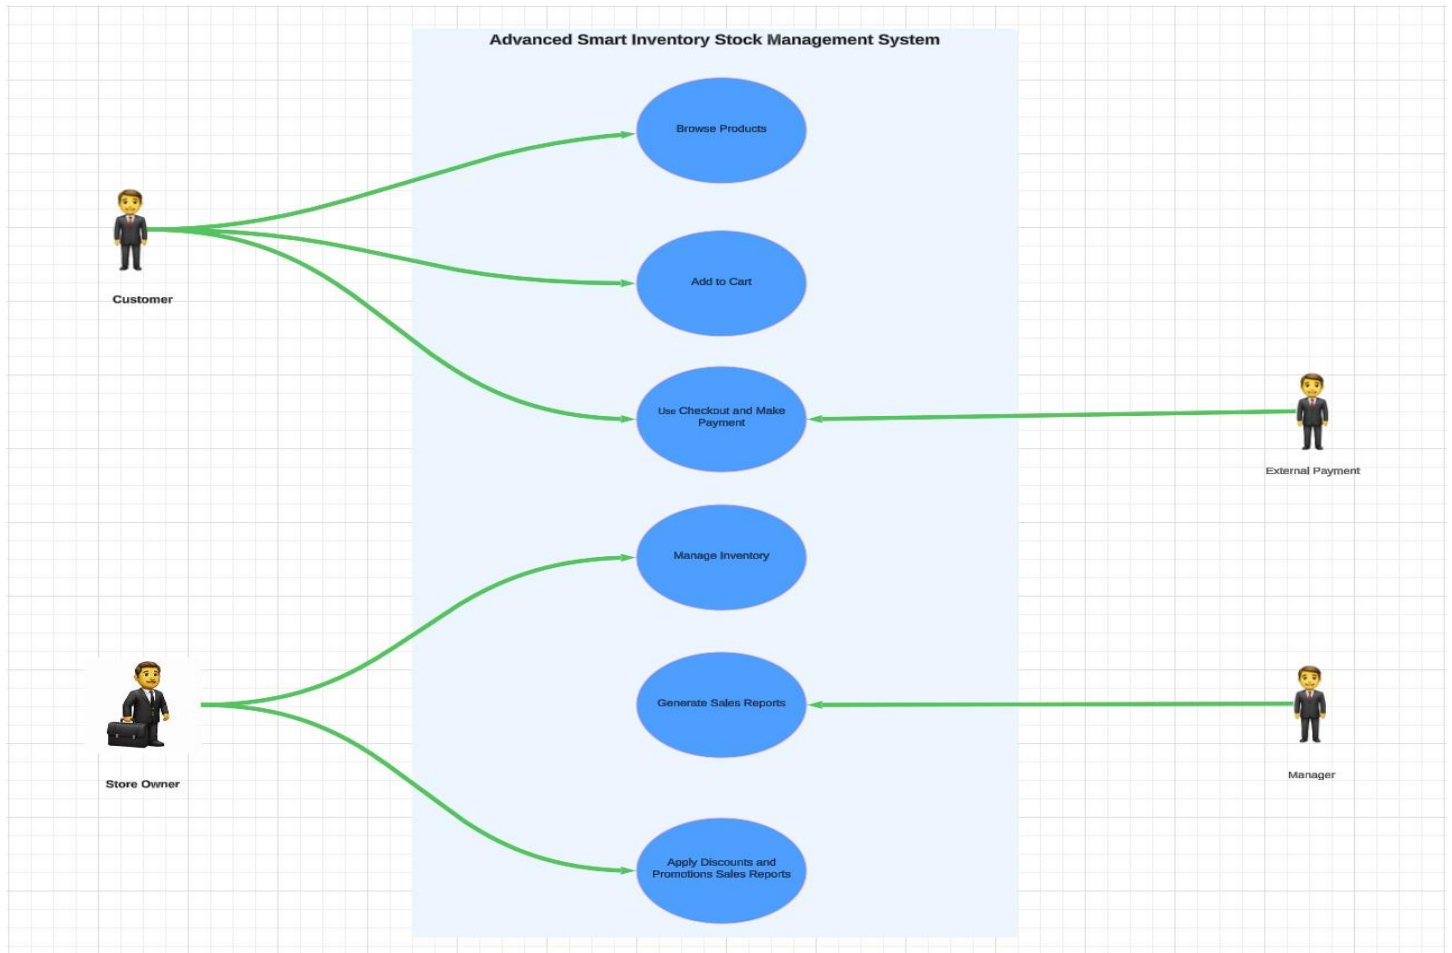 Advanced Smart Inventory Stock Management System
Browse Products
Customer
Add to Cart
Use Checkout and Make
Payment
External Payment
Manage Inventory
Generate Sales Reports
Store Owner
Manager
Apply Discounts and
Promotions Sales Reports